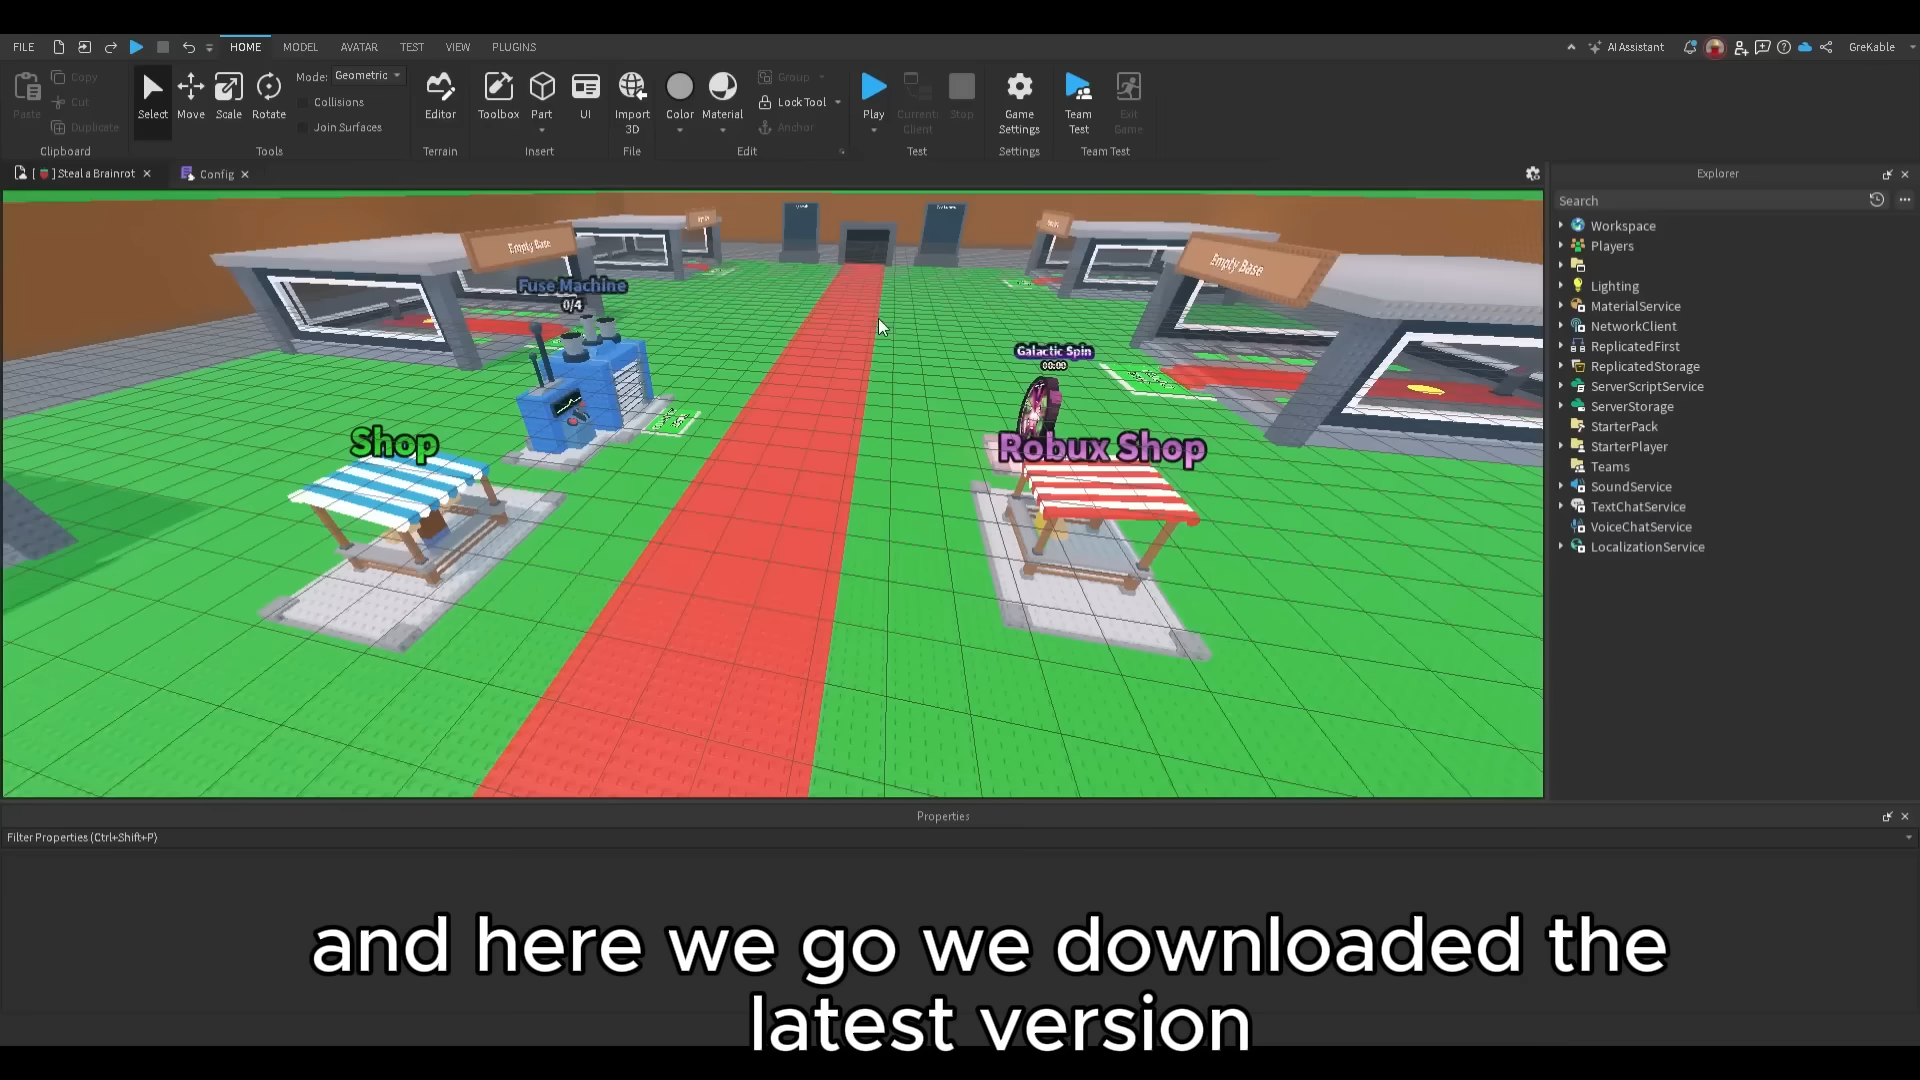 FILE
HOME
MODEL
AVATAR
TEST
VIEW
PLUGINS
AI Assistant
GreKable
Paste
Copy
Cut
Duplicate
Clipboard
Select
Move
Scale
Rotate
Mode: Geometric
Collisions
Join Surfaces
Tools
Editor
Terrain
Toolbox
Part
UI
Insert
Import
3D
File
Color
Material
Group
Lock Tool
Anchor
Edit
Play
Current
Client
Stop
Test
Game
Settings
Settings
Team
Test
Exit
Game
Team Test
[ ] Steal a Brainrot
Config
Empty Base
Fuse Machine
0/4
Shop
Empty Base
Galactic Spin
00:00
Robux Shop
Explorer
Search
Workspace
Players
Lighting
MaterialService
NetworkClient
ReplicatedFirst
ReplicatedStorage
ServerScriptService
ServerStorage
StarterPack
StarterPlayer
Teams
SoundService
TextChatService
VoiceChatService
LocalizationService
Properties
Filter Properties (Ctrl+Shift+P)
and here we go we downloaded the
latest version